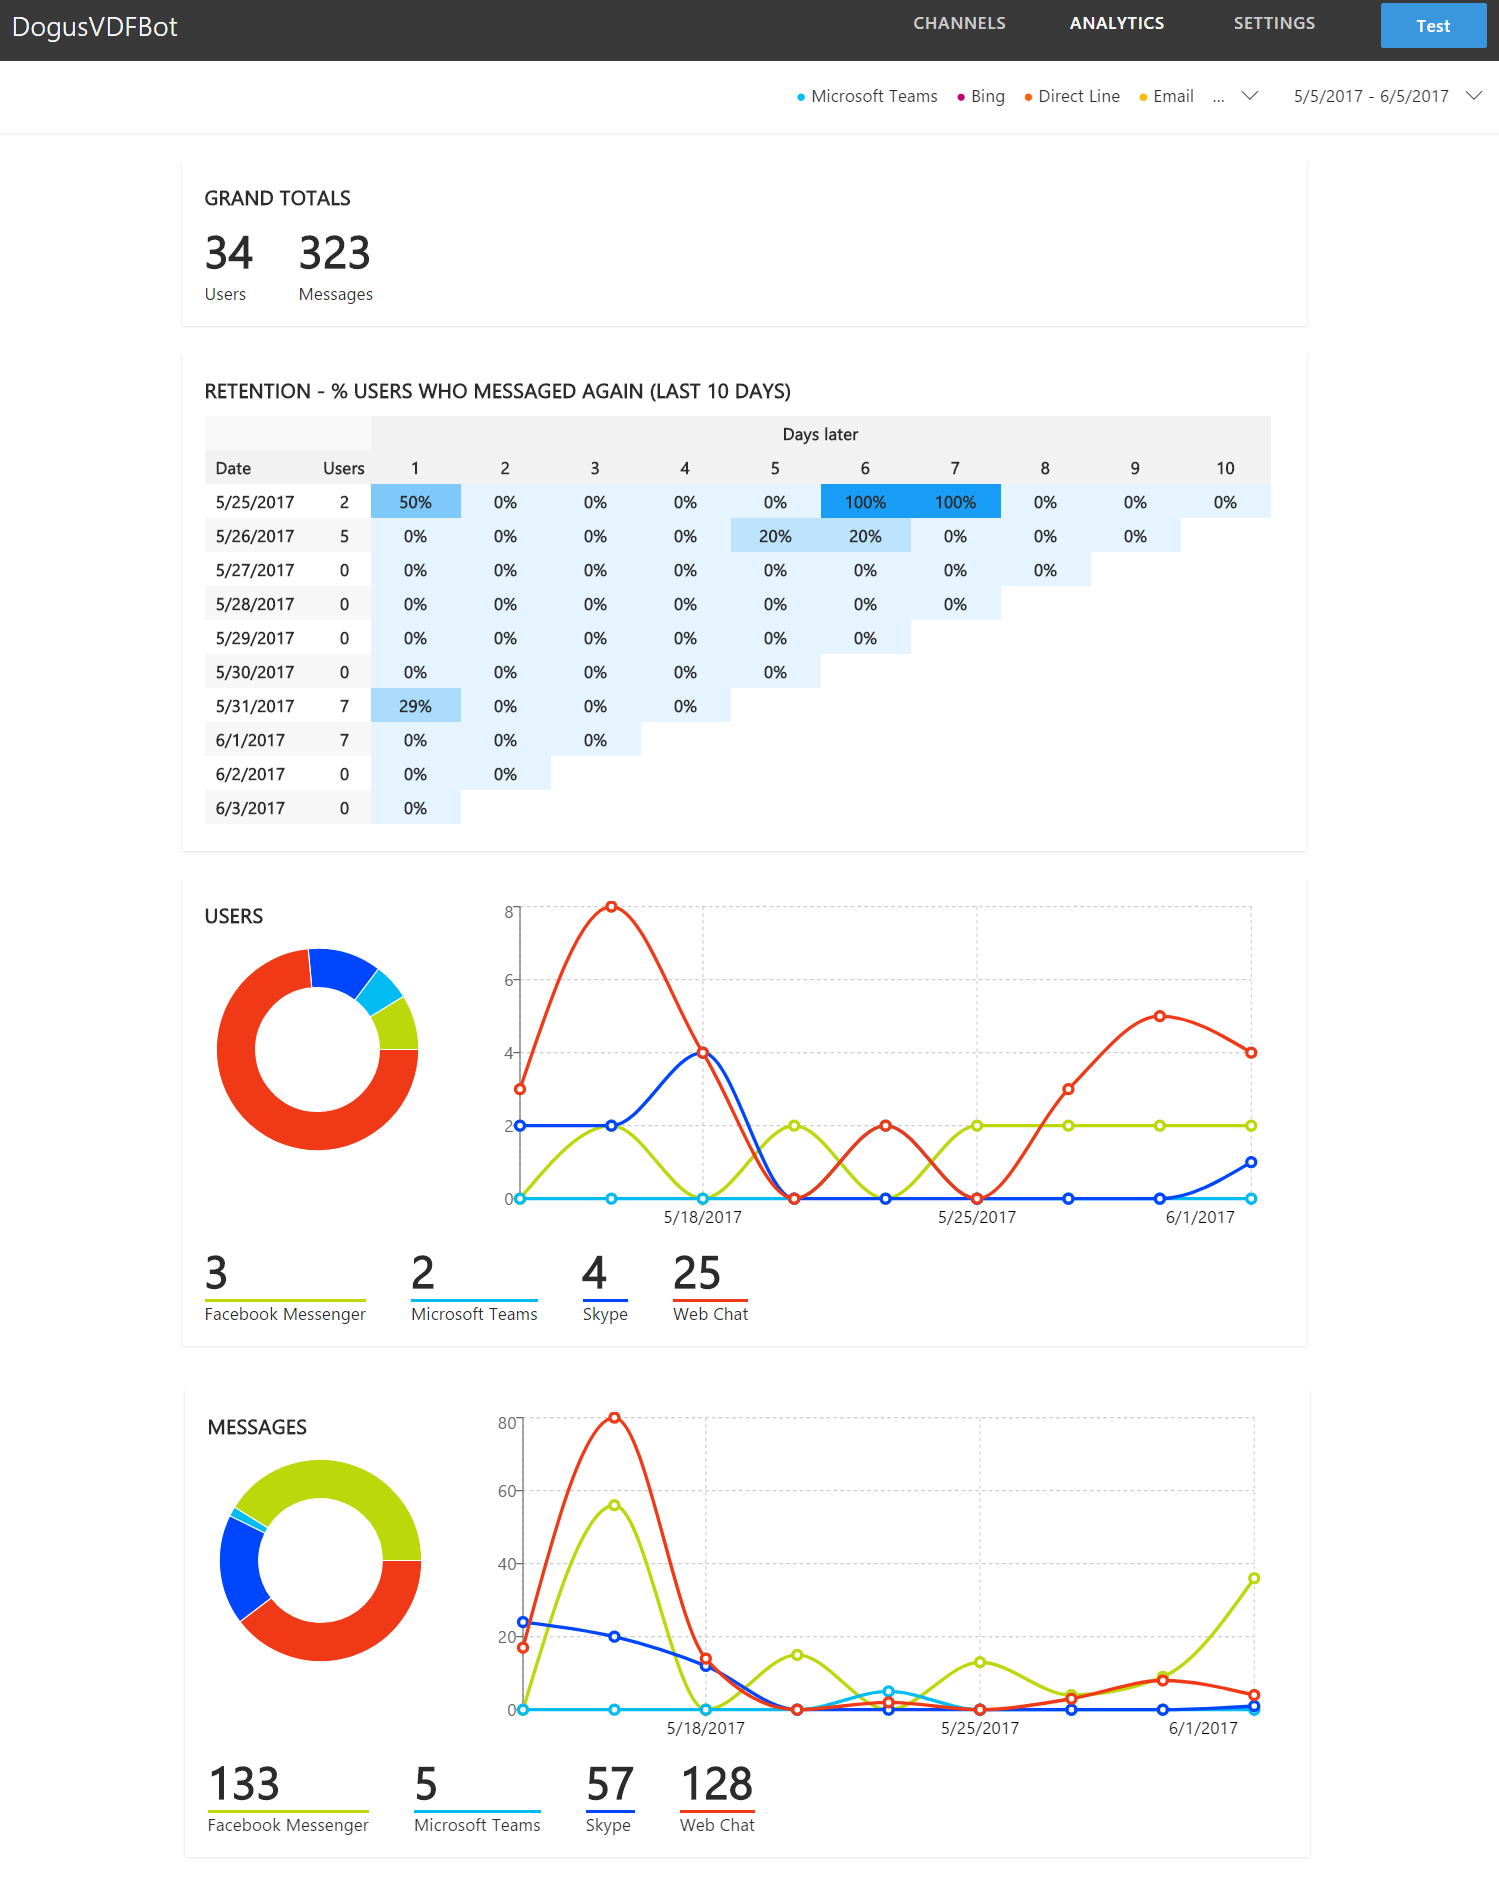 DogusVDFBot CHANNELS ANALYTICS SETTINGS Test
Microsoft Teams Bing Direct Line Email ... 5/5/2017 - 6/5/2017
GRAND TOTALS
34 323
Users Messages
RETENTION - % USERS WHO MESSAGED AGAIN (LAST 10 DAYS)
Days later
Date Users 1 2 3 4 5 6 7 8 9 10
5/25/2017 2 50% 0% 0% 0% 0% 100% 100% 0% 0% 0%
5/26/2017 5 0% 0% 0% 0% 20% 20% 0% 0% 0%
5/27/2017 0 0% 0% 0% 0% 0% 0% 0% 0%
5/28/2017 0 0% 0% 0% 0% 0% 0% 0%
5/29/2017 0 0% 0% 0% 0% 0% 0%
5/30/2017 0 0% 0% 0% 0% 0%
5/31/2017 7 29% 0% 0% 0%
6/1/2017 7 0% 0% 0%
6/2/2017 0 0% 0%
6/3/2017 0 0%
USERS
8
6
4
2
0
5/18/2017 5/25/2017 6/1/2017
3 2 4 25
Facebook Messenger Microsoft Teams Skype Web Chat
MESSAGES
80
60
40
20
0
5/18/2017 5/25/2017 6/1/2017
133 5 57 128
Facebook Messenger Microsoft Teams Skype Web Chat